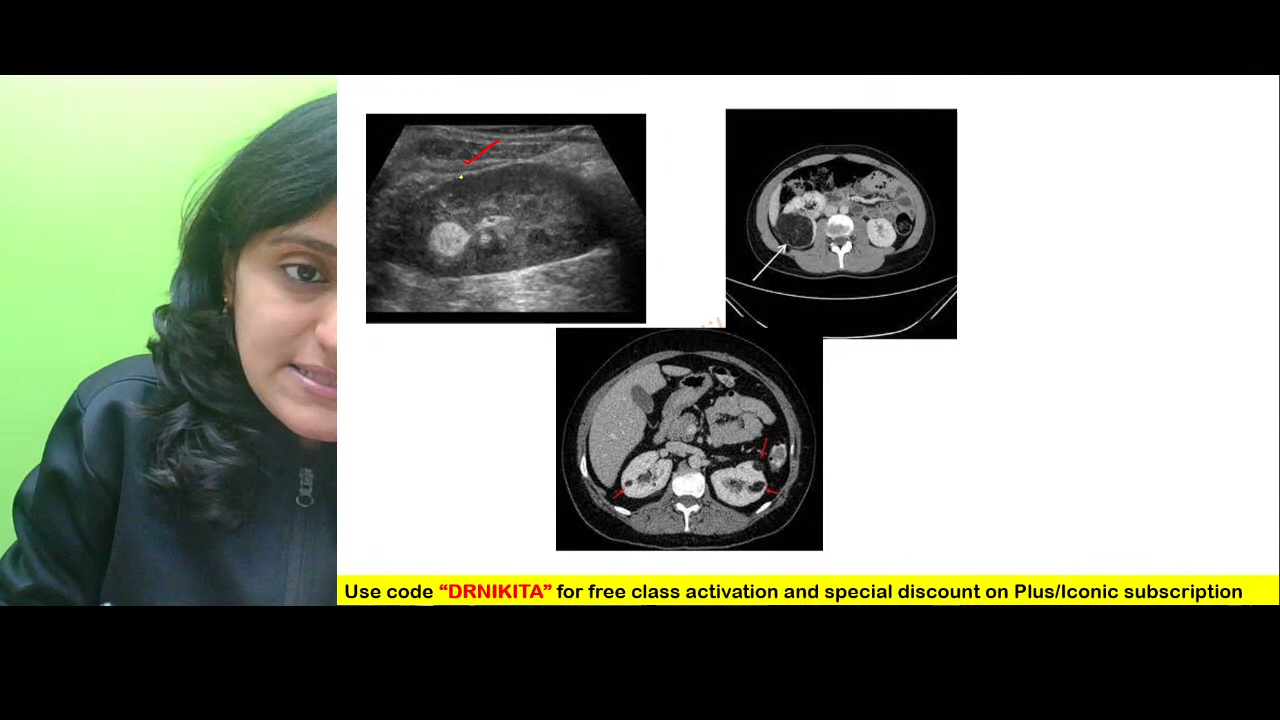 Use code “DRNIKITA” for free class activation and special discount on Plus/Iconic subscription